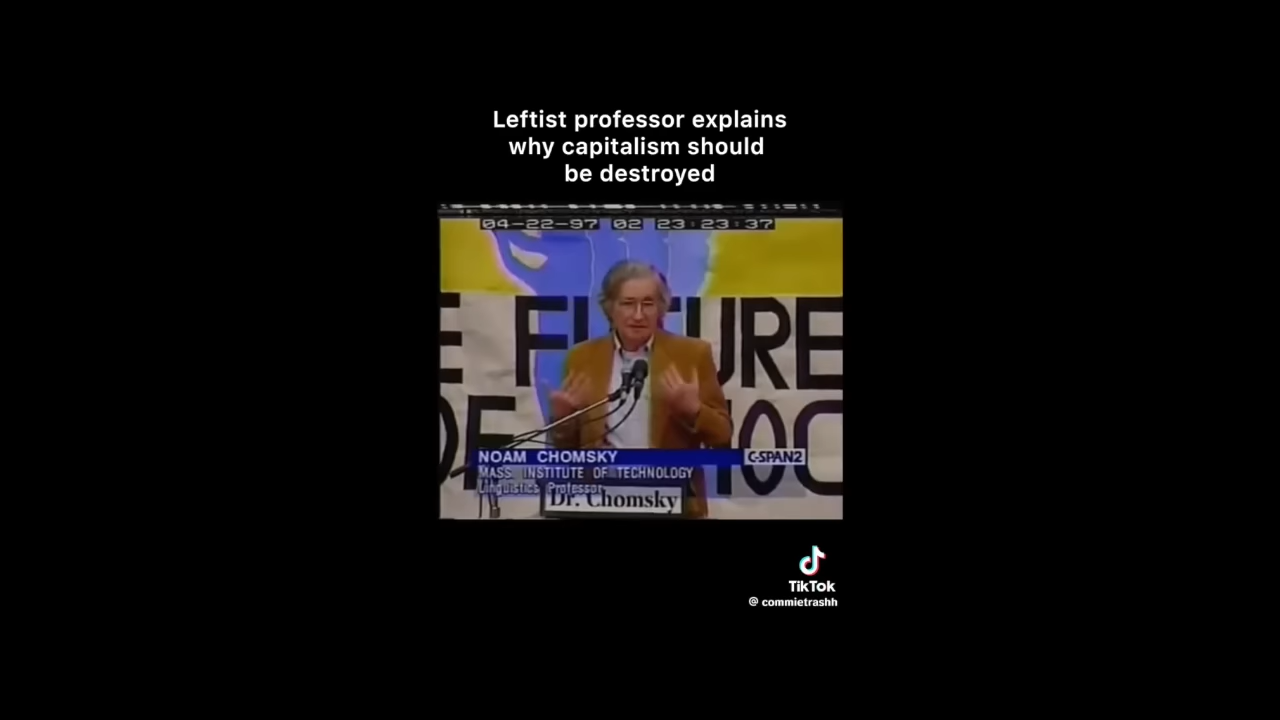 Leftist professor explains
why capitalism should
be destroyed
04-22-97 02 23:23:37
E FUTURE
OF
NOAM CHOMSKY
C-SPAN2
MASS. INSTITUTE OF TECHNOLOGY
Linguistics Professor
Dr. Chomsky
TikTok
@ commietrashh